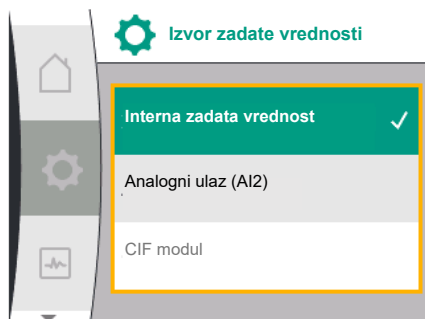 Izvor zadate vrednosti
Interna zadata vrednost
Analogni ulaz (AI2)
CIF modul